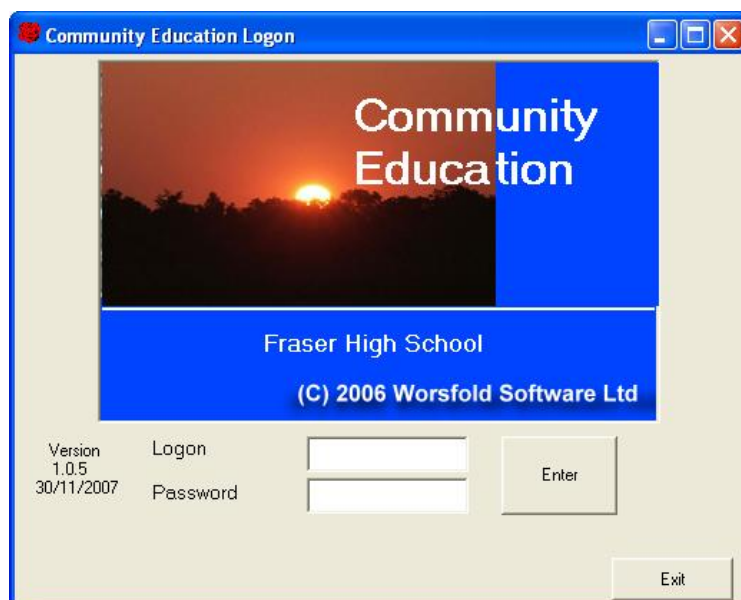 Community Education Logon
Community
Education
Fraser High School
(C) 2006 Worsfold Software Ltd
Version
1.0.5
30/11/2007
Logon
Password
Enter
Exit